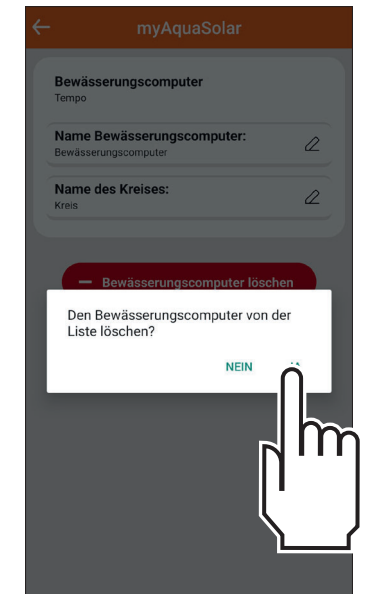 myAquaSolar
Bewässerungscomputer
Tempo
Name Bewässerungscomputer:
Bewässerungscomputer
Name des Kreises:
Kreis
Bewässerungscomputer löschen
Den Bewässerungscomputer von der
Liste löschen?
NEIN